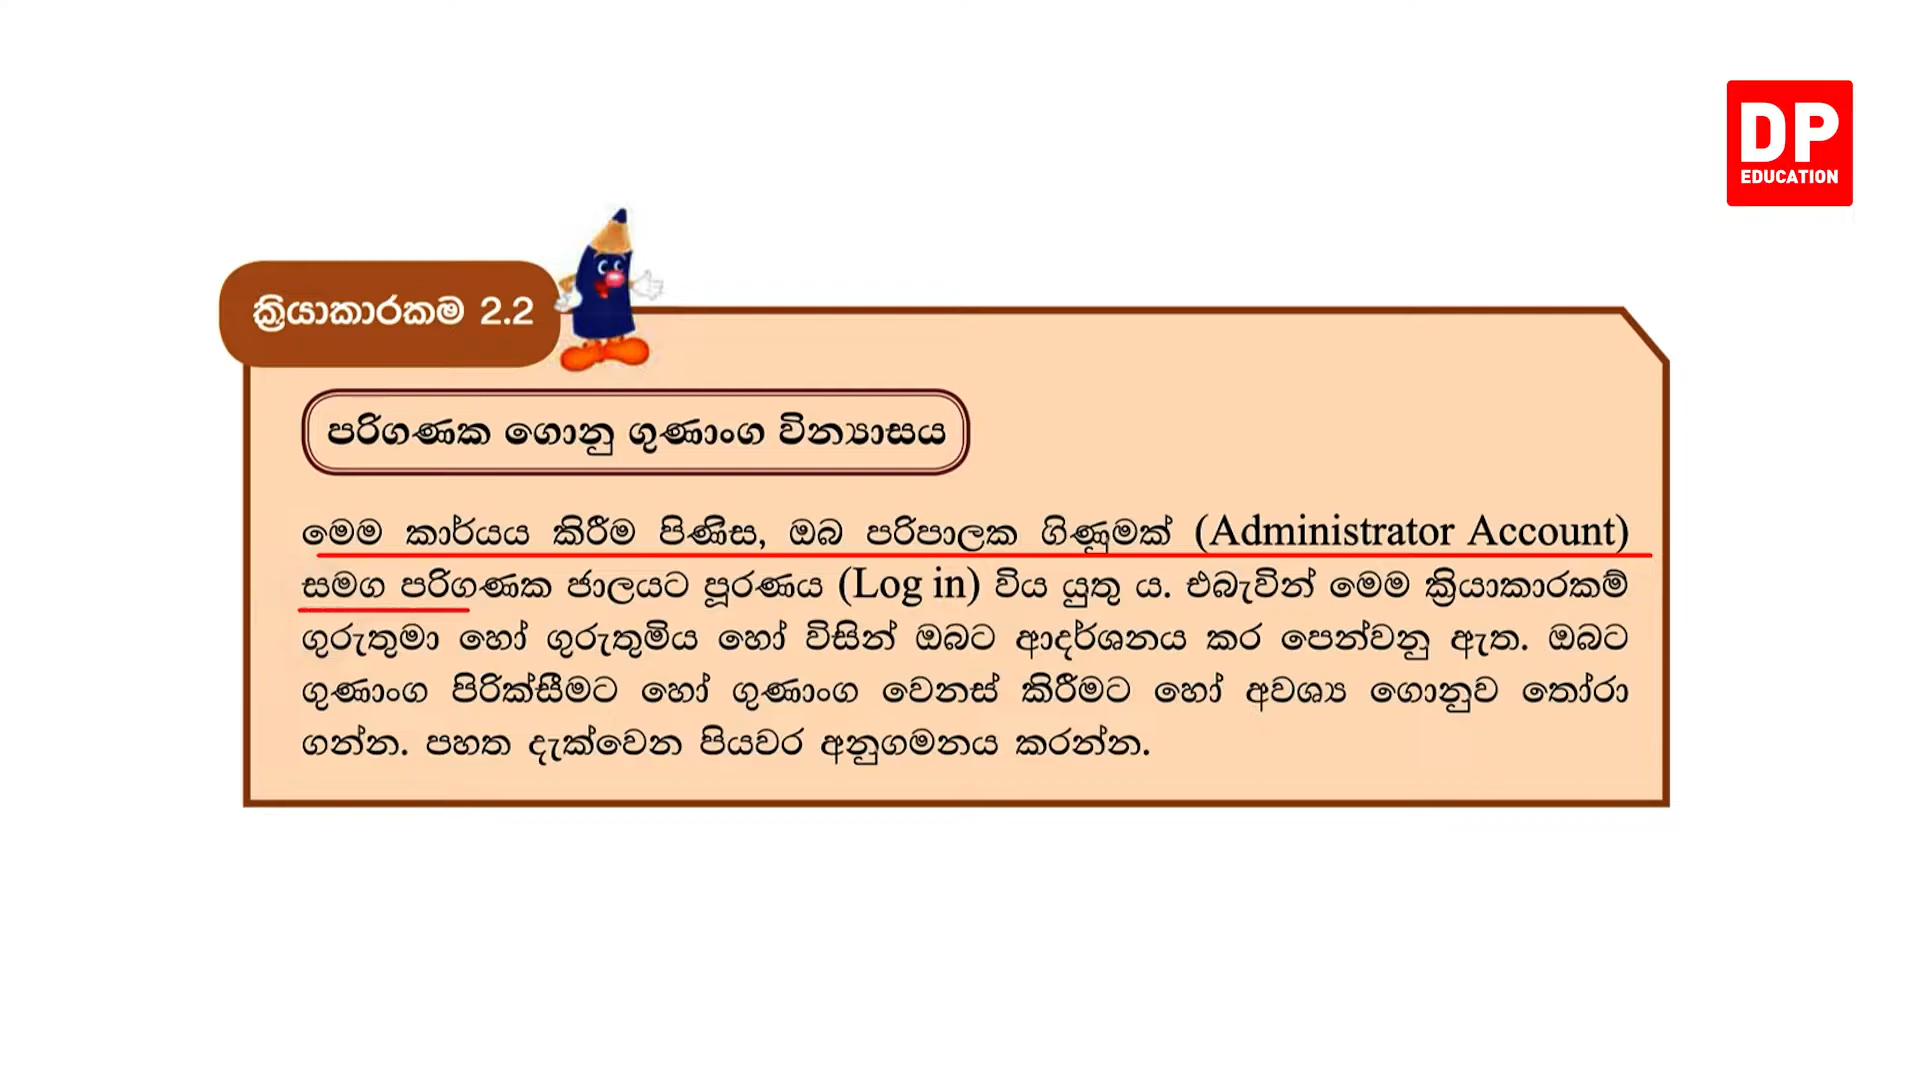 DP
EDUCATION
ක්‍රියාකාරකම 2.2
පරිගණක ගොනු ගුණාංග වින්‍යාසය
මෙම කාර්යය කිරීම පිණිස, ඔබ පරිපාලක ගිණුමක් (Administrator Account)
සමග පරිගණක ජාලයට පූරණය (Log in) විය යුතු ය. එබැවින් මෙම ක්‍රියාකාරකම්
ගුරුතුමා හෝ ගුරුතුමිය හෝ විසින් ඔබට ආදර්ශනය කර පෙන්වනු ඇත. ඔබට
ගුණාංග පිරික්සීමට හෝ ගුණාංග වෙනස් කිරීමට හෝ අවශ්‍ය ගොනුව තෝරා
ගන්න. පහත දැක්වෙන පියවර අනුගමනය කරන්න.